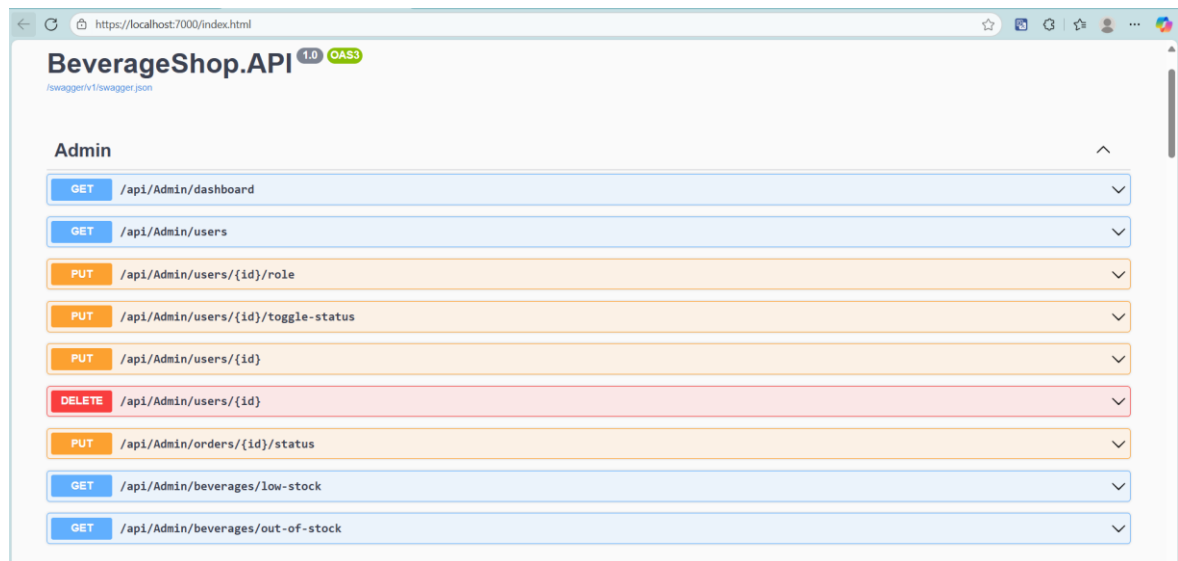 https://localhost:7000/index.html
BeverageShop.API 1.0 OAS3
/swagger/v1/swagger.json
Admin
GET /api/Admin/dashboard
GET /api/Admin/users
PUT /api/Admin/users/{id}/role
PUT /api/Admin/users/{id}/toggle-status
PUT /api/Admin/users/{id}
DELETE /api/Admin/users/{id}
PUT /api/Admin/orders/{id}/status
GET /api/Admin/beverages/low-stock
GET /api/Admin/beverages/out-of-stock